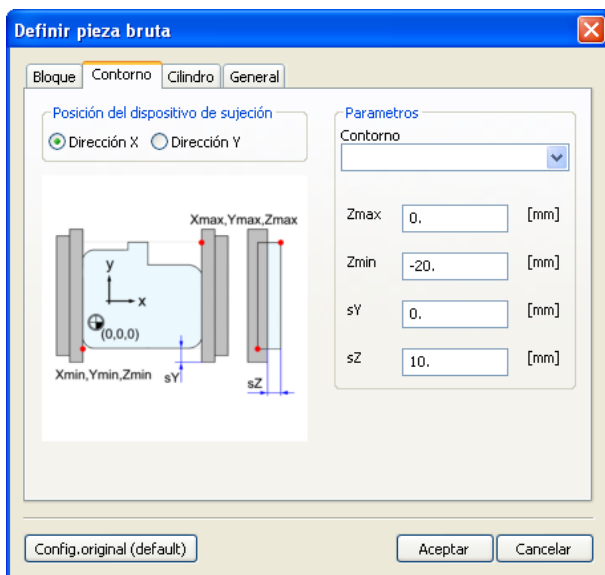 Definir pieza bruta
Bloque Contorno Cilindro General
Posición del dispositivo de sujeción
Dirección X Dirección Y
Xmax,Ymax,Zmax
y
x
(0,0,0)
Xmin,Ymin,Zmin
sY
sZ
Parametros
Contorno
Zmax 0. [mm]
Zmin -20. [mm]
sY 0. [mm]
sZ 10. [mm]
Config.original (default) Aceptar Cancelar